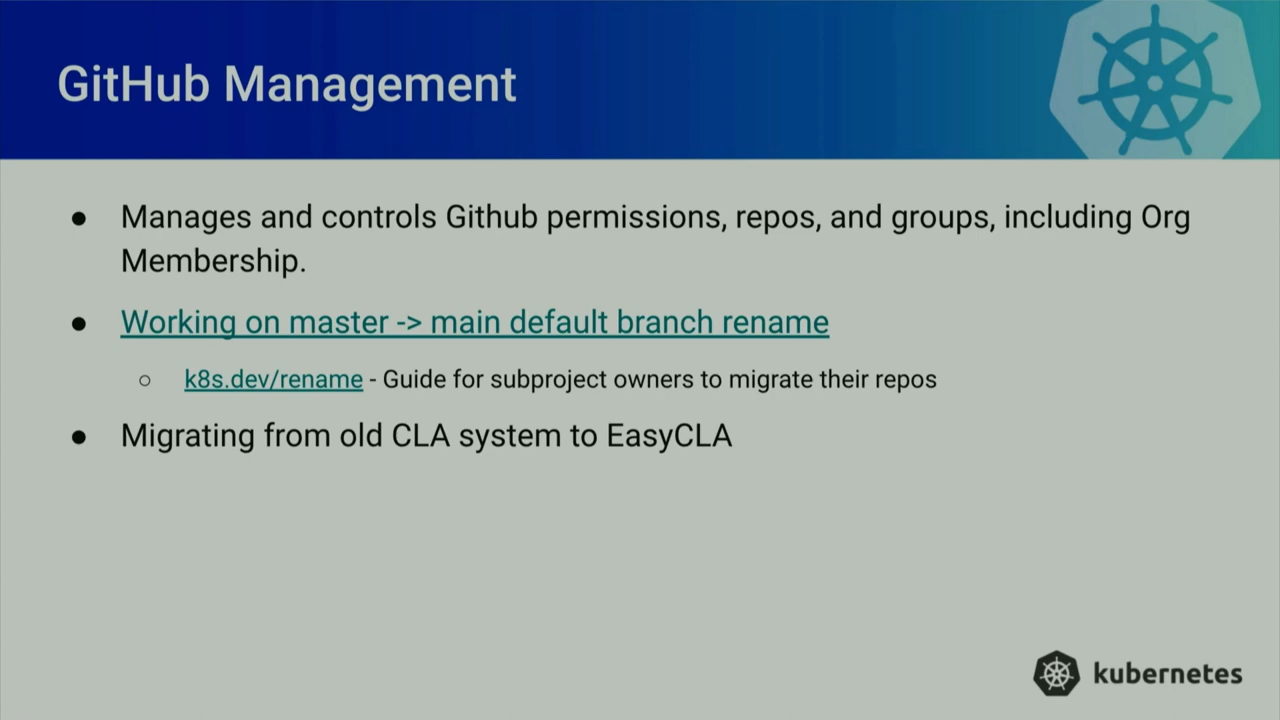 GitHub Management
● Manages and controls Github permissions, repos, and groups, including Org
Membership.
● Working on master -> main default branch rename
○ k8s.dev/rename - Guide for subproject owners to migrate their repos
● Migrating from old CLA system to EasyCLA
kubernetes